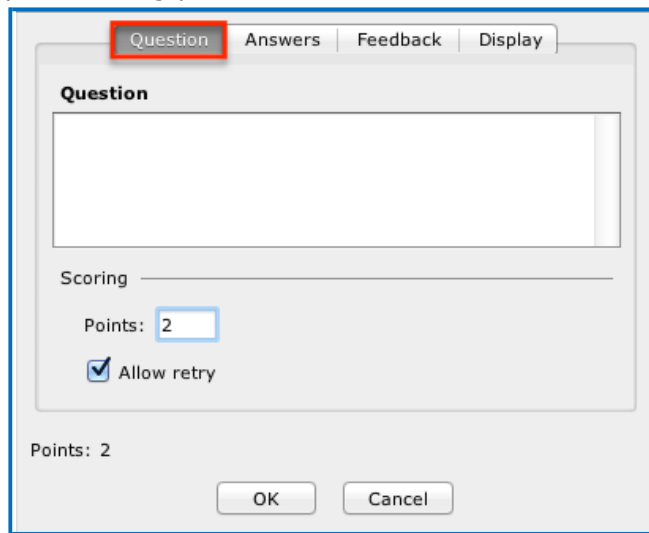 Question Answers Feedback Display
Question
Scoring
Points: 2
Allow retry
Points: 2
OK Cancel